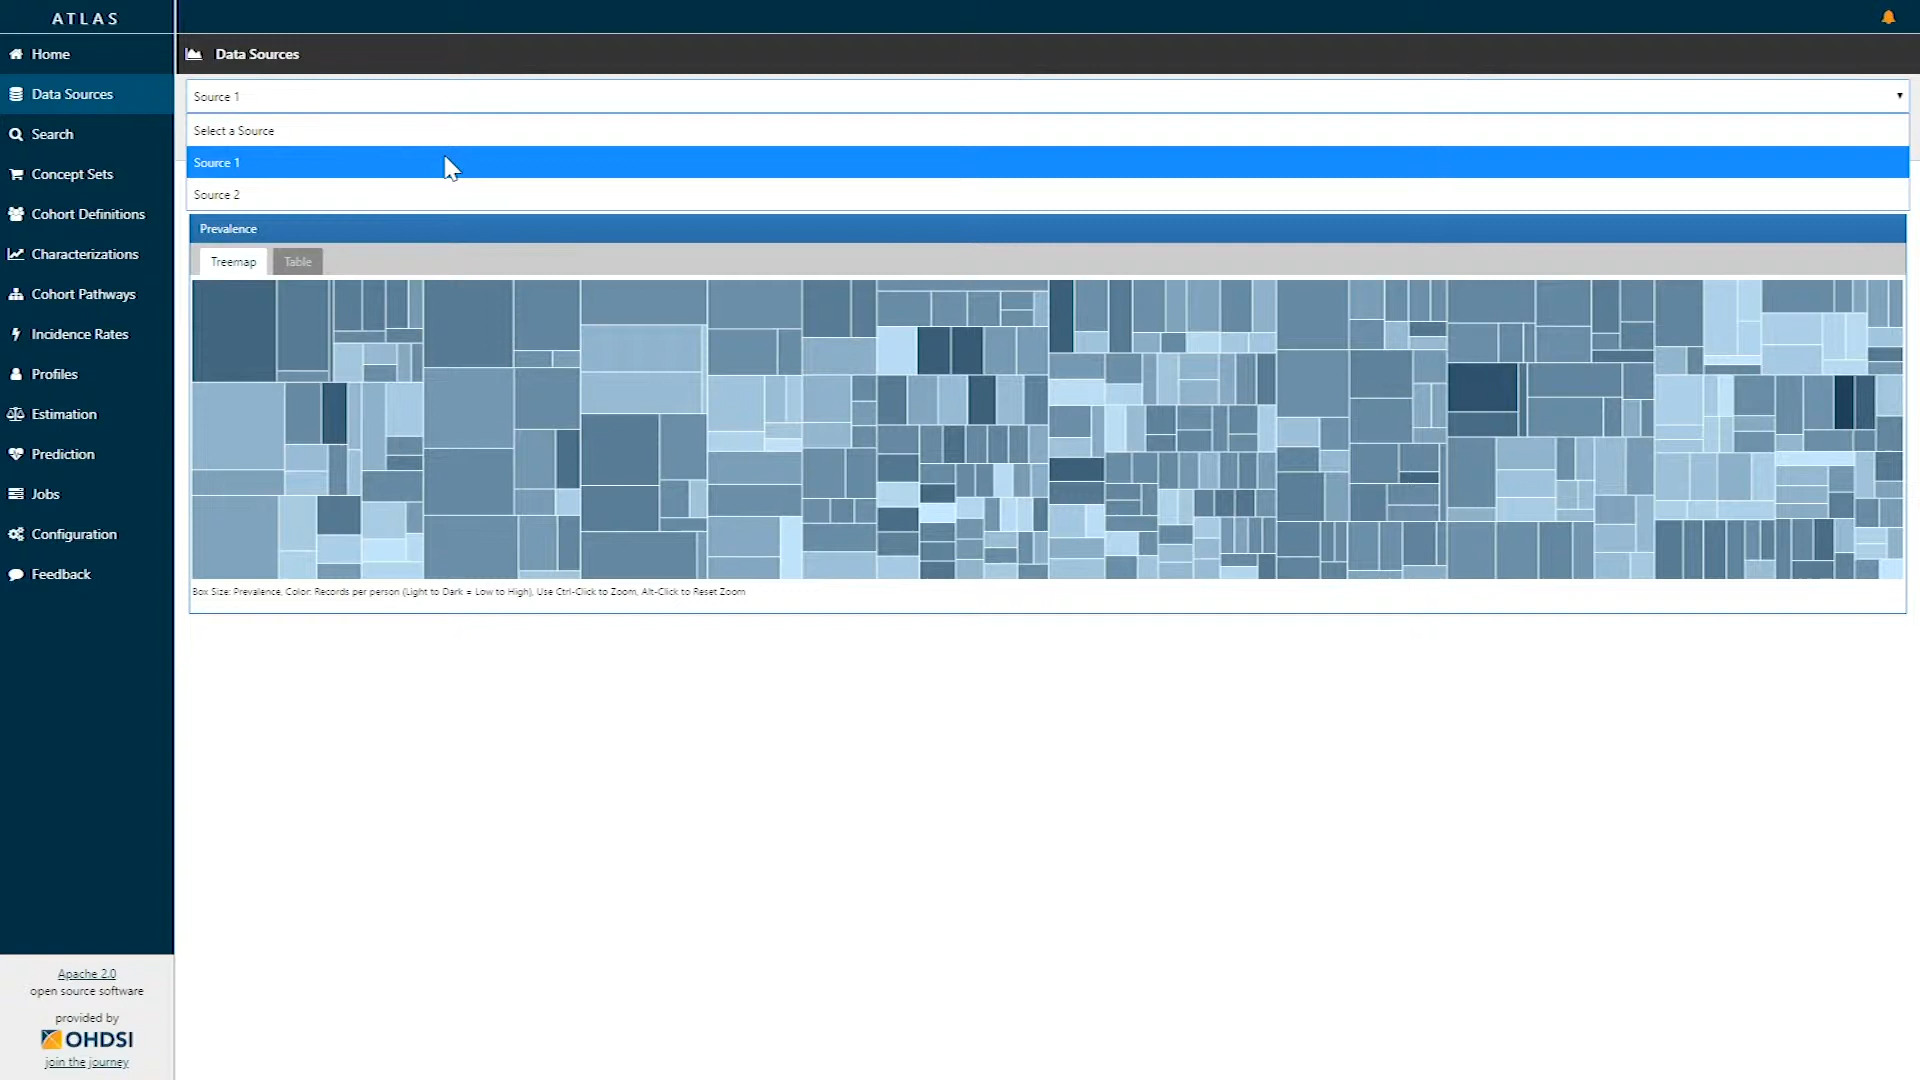 ATLAS
Home
Data Sources
Search
Concept Sets
Cohort Definitions
Characterizations
Cohort Pathways
Incidence Rates
Profiles
Estimation
Prediction
Jobs
Configuration
Feedback
Apache 2.0
open source software
provided by
OHDSI
join the journey
Data Sources
Source 1
Select a Source
Source 1
Source 2
Prevalence
Treemap Table
Box Size: Prevalence, Color: Records per person (Light to Dark = Low to High), Use Ctrl-Click to Zoom, Alt-Click to Reset Zoom